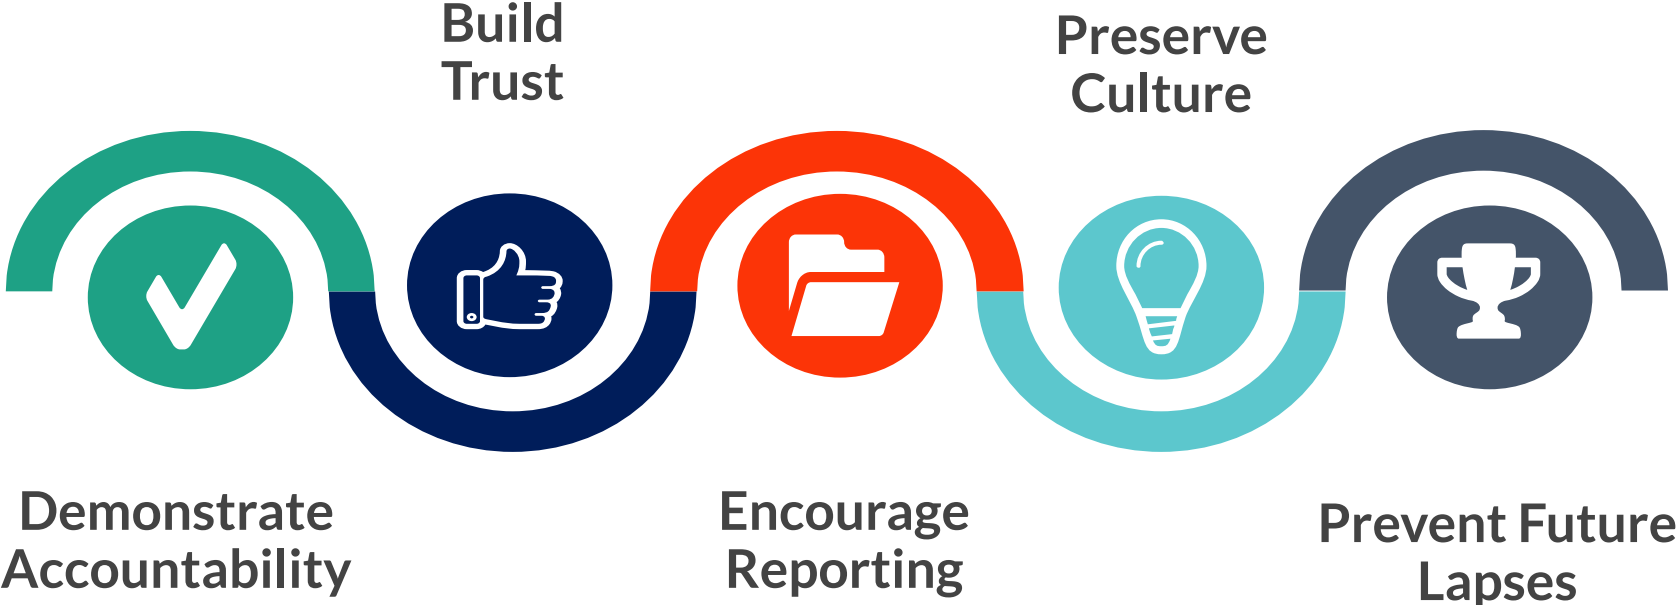 Build
Trust
Preserve
Culture
Demonstrate
Accountability
Encourage
Reporting
Prevent Future
Lapses